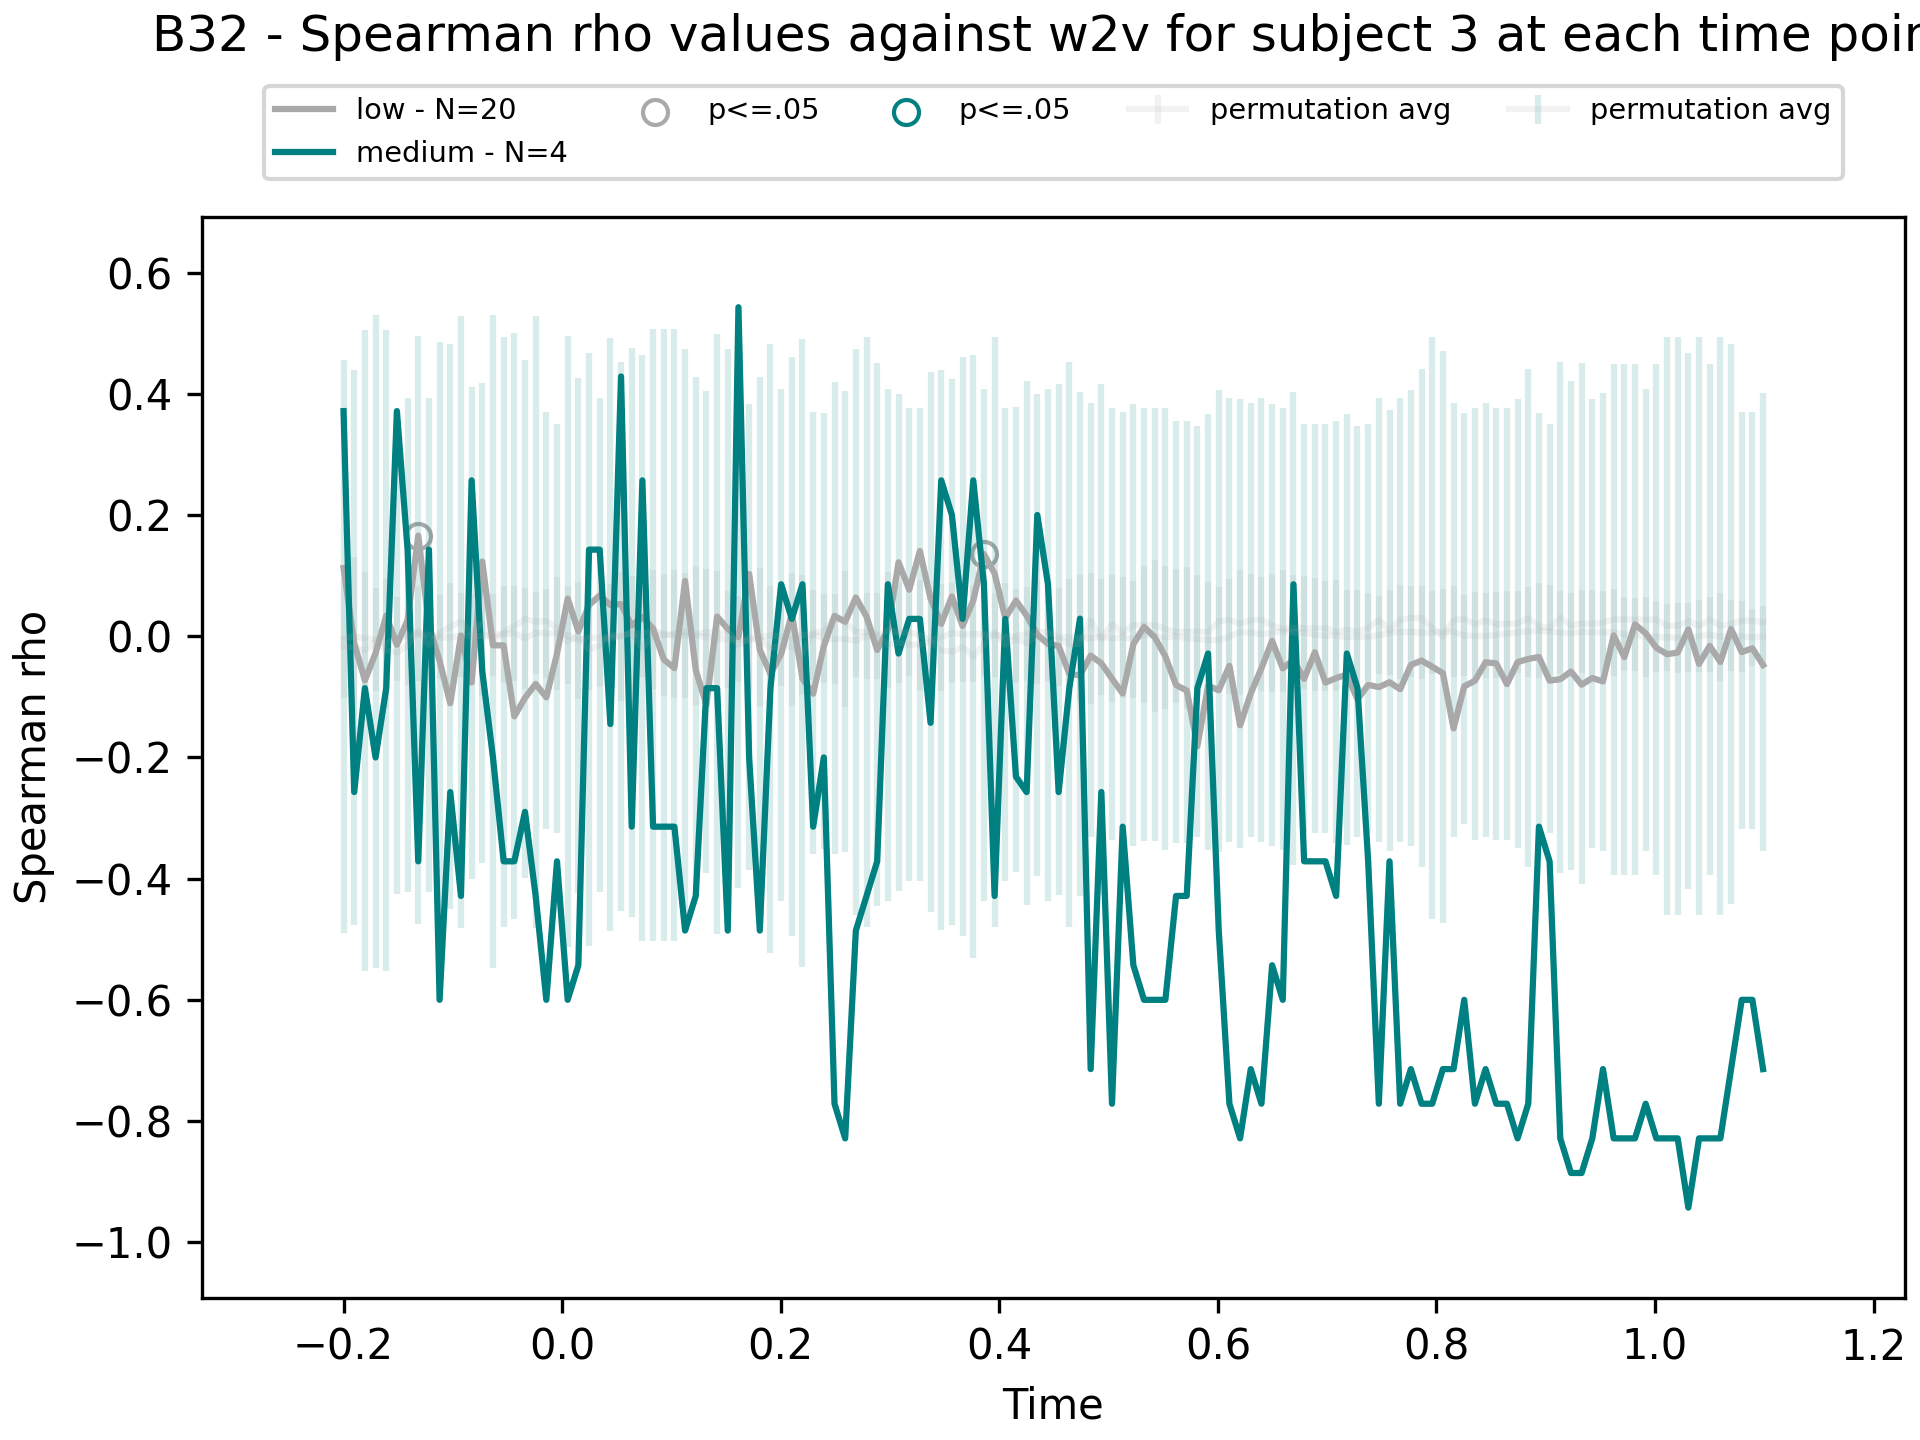 B32 - Spearman rho values against w2v for subject 3 at each time poin
low - N=20 p<=.05 p<=.05 permutation avg permutation avg
medium - N=4
0.6
0.4
0.2
0.0
−0.2
−0.4
−0.6
−0.8
−1.0
Spearman rho
−0.2 0.0 0.2 0.4 0.6 0.8 1.0 1.2
Time